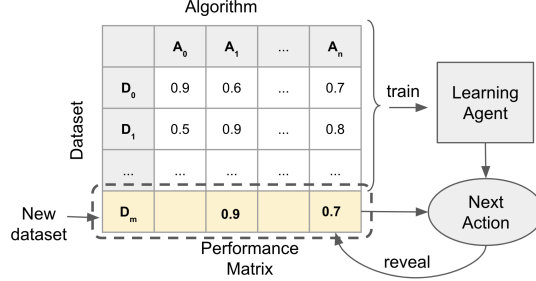 Algorithm
A0 A1 ... An
D0 0.9 0.6 ... 0.7
D1 0.5 0.9 ... 0.8
... ... ... ...
Dm 0.9 0.7
Dataset
New
dataset
Performance
Matrix
train
Learning
Agent
Next
Action
reveal